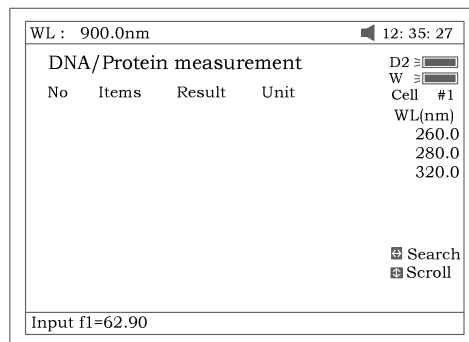 WL : 900.0nm 12: 35: 27
DNA/Protein measurement
No Items Result Unit
D2
W
Cell #1
WL(nm)
260.0
280.0
320.0
Search
Scroll
Input f1=62.90